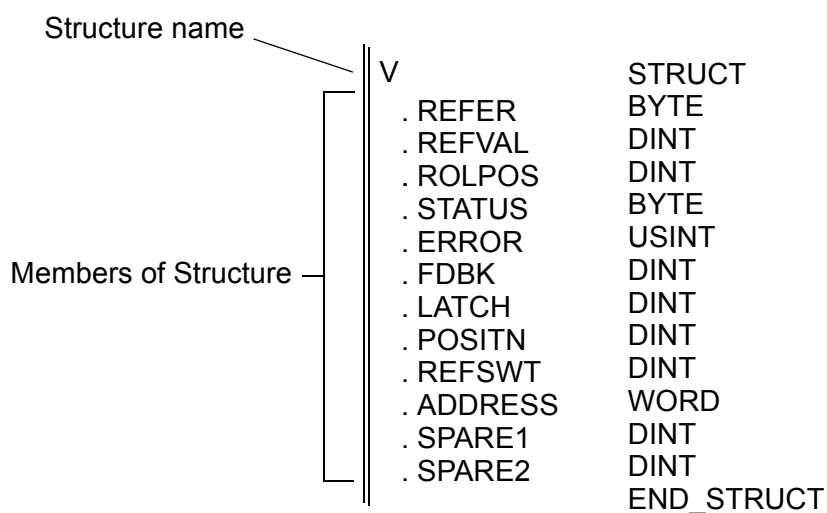 Structure name
V STRUCT
. REFER BYTE
. REFVAL DINT
. ROLPOS DINT
. STATUS BYTE
. ERROR USINT
Members of Structure
. FDBK DINT
. LATCH DINT
. POSITN DINT
. REFSWT DINT
. ADDRESS WORD
. SPARE1 DINT
. SPARE2 DINT
END_STRUCT